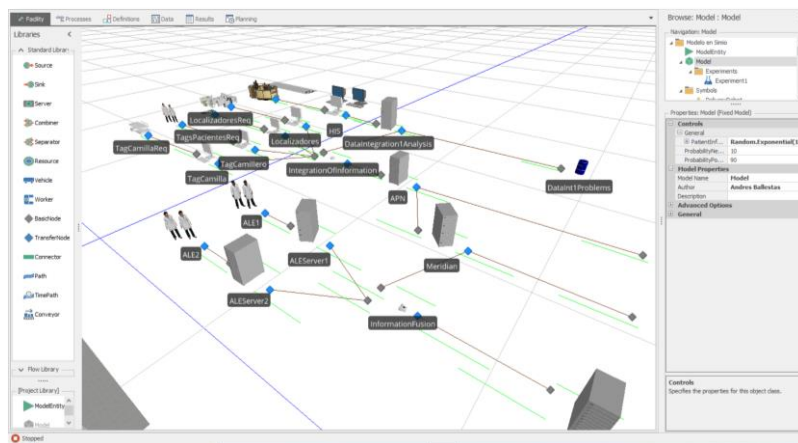 Facility Processes Definitions Data Results Planning
Browse: Model : Model
Libraries
Navigation: Model
Standard Librar
Modelo en Simio
ModelEntity
Model
Experiments
Experiment1
Symbols
Source
Sink
Server
Combiner
Separator
Resource
Vehicle
Worker
BasicNode
TransferNode
Connector
Path
TimePath
Conveyor
LocalizadoresReq
TagsPacientesReq
TagCamillaReq
Localizadores
HIS
DataIntegration1Analysis
TagCamillero
TagCamilla
IntegrationOfInformation
DataInt1Problems
APN
ALE1
ALE2
ALEServer1
Meridian
ALEServer2
InformationFusion
Properties: Model (Fixed Model)
Controls
General
Random.Exponential(1
10
90
Model Properties
Model Name Model
Author Andres Ballestas
Description
Advanced Options
General
Flow Library
[Project Library]
ModelEntity
Model
Controls
Specifies the properties for this object class.
Stopped